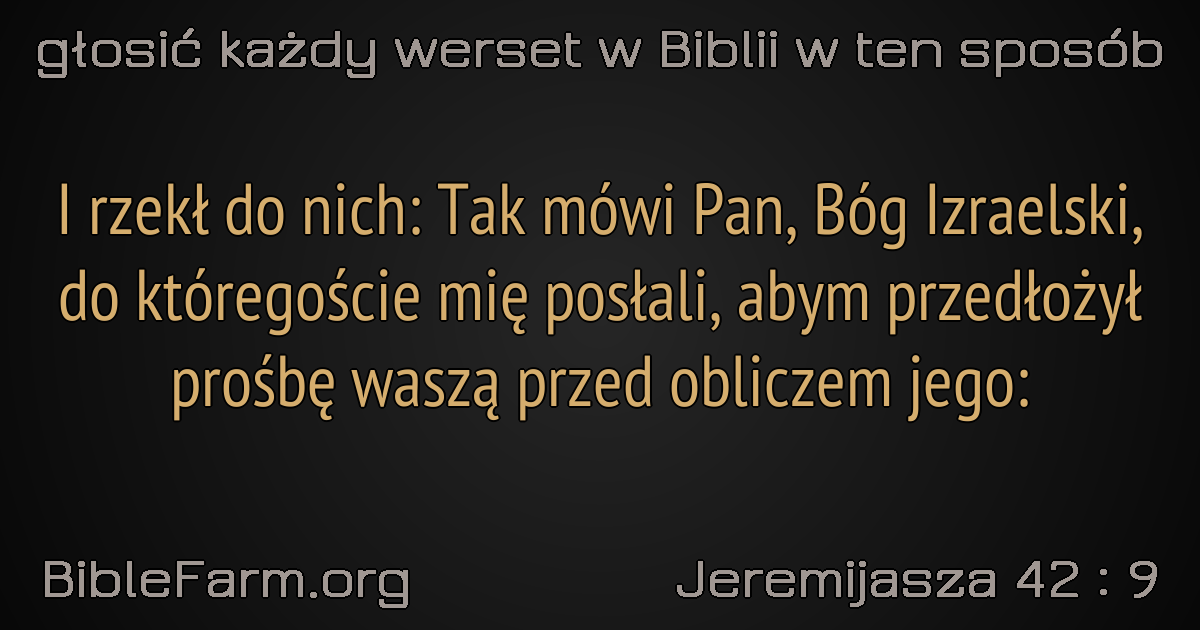 głosić każdy werset w Biblii w ten sposób
I rzekł do nich: Tak mówi Pan, Bóg Izraelski,
do któregoście mię posłali, abym przedłożył
prośbę waszą przed obliczem jego:
BibleFarm.org
Jeremijasza 42 : 9